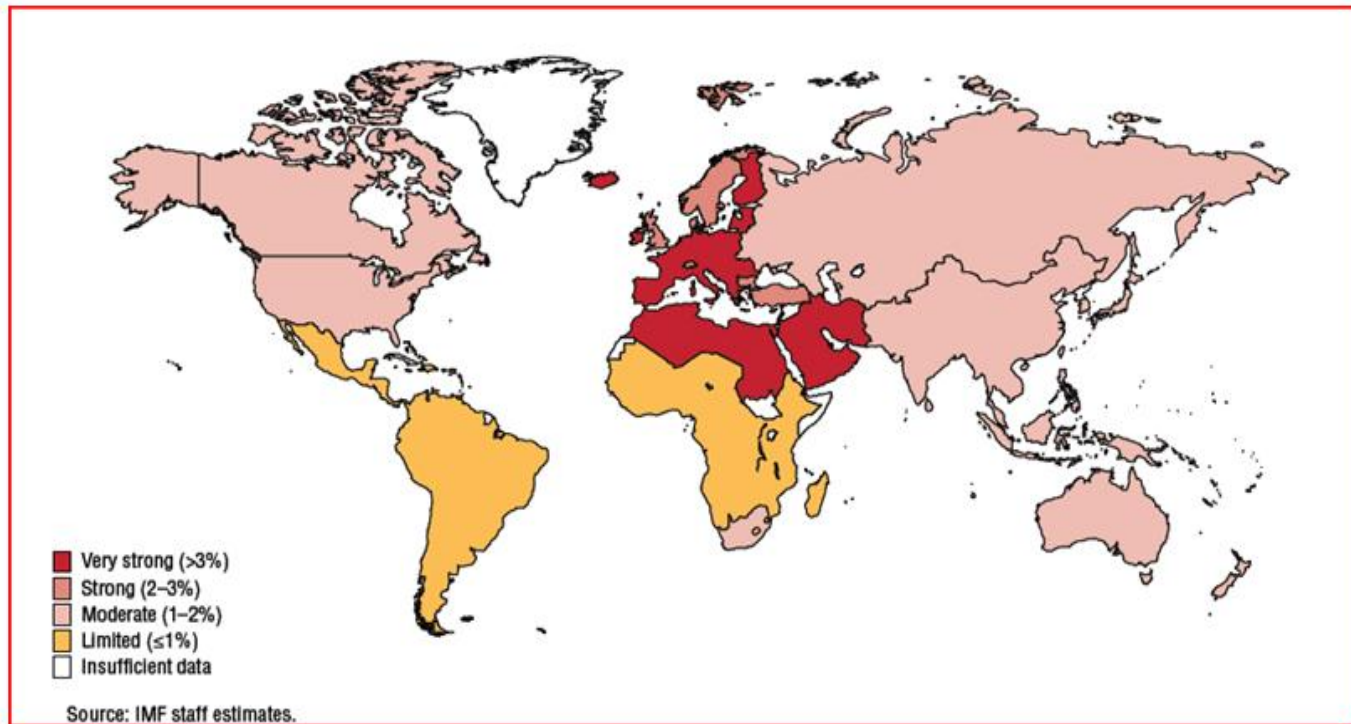 Very strong (>3%)
Strong (2–3%)
Moderate (1–2%)
Limited (≤1%)
Insufficient data
Source: IMF staff estimates.